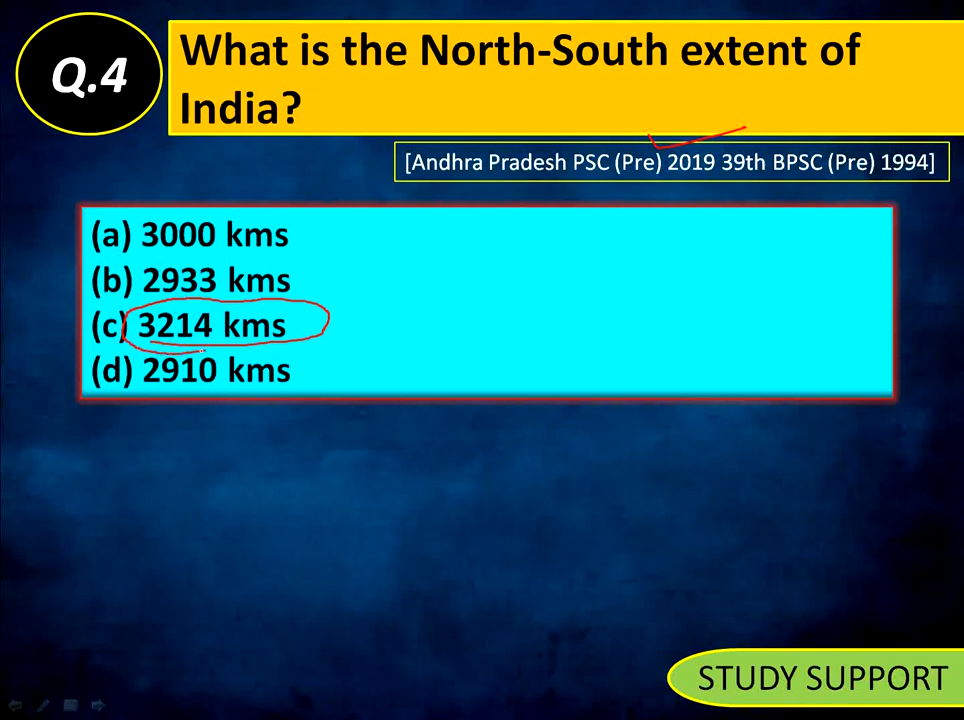 Q.4
What is the North-South extent of
India?
[Andhra Pradesh PSC (Pre) 2019 39th BPSC (Pre) 1994]
(a) 3000 kms
(b) 2933 kms
(c) 3214 kms
(d) 2910 kms
STUDY SUPPORT